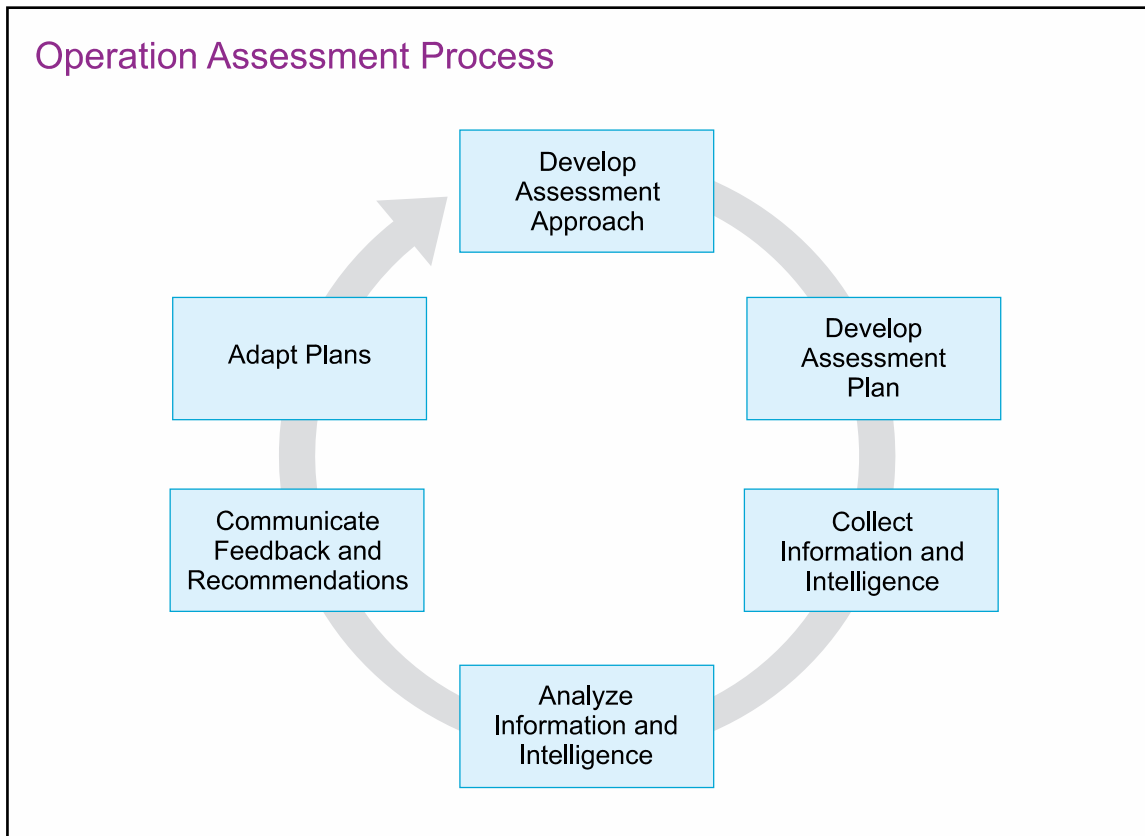 Operation Assessment Process
Develop
Assessment
Approach
Develop
Assessment
Plan
Collect
Information and
Intelligence
Analyze
Information and
Intelligence
Communicate
Feedback and
Recommendations
Adapt Plans